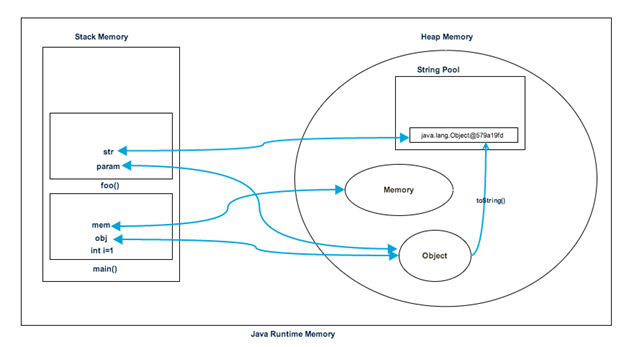 Stack Memory
Heap Memory
String Pool
java.lang.Object@579a19fd
str
param
foo()
Memory
toString()
mem
obj
int i=1
Object
main()
Java Runtime Memory